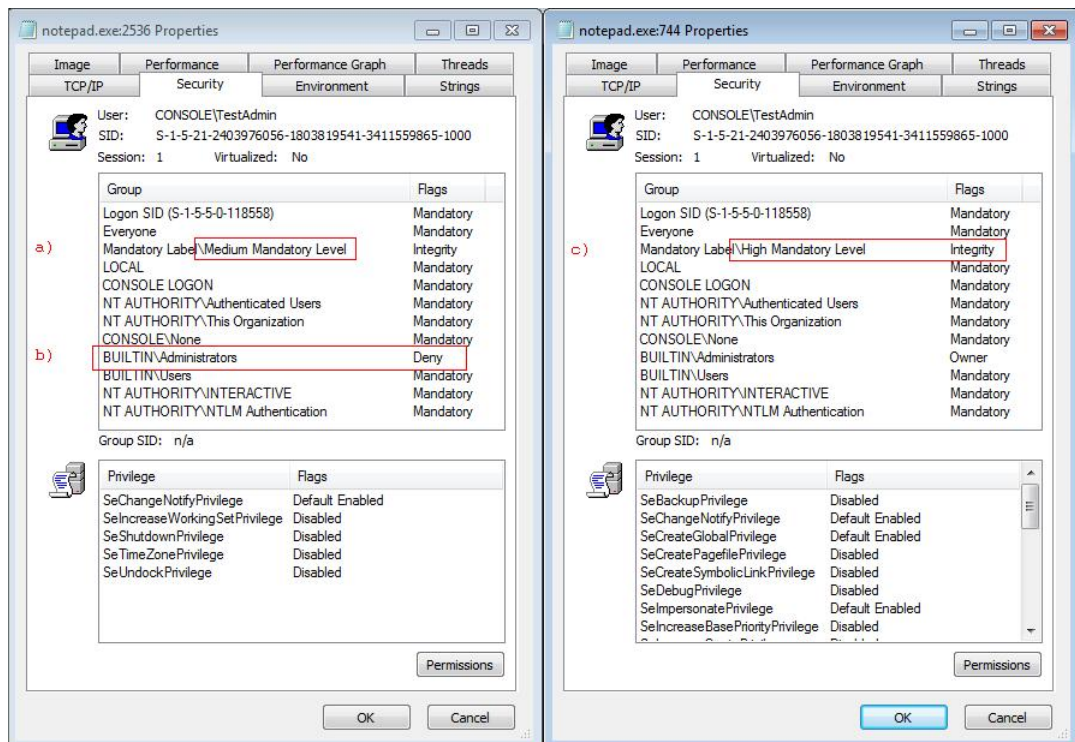 notepad.exe:2536 Properties
Image Performance Performance Graph Threads
TCP/IP Security Environment Strings
User: CONSOLE\TestAdmin
SID: S-1-5-21-2403976056-1803819541-3411559865-1000
Session: 1 Virtualized: No
Group Flags
Logon SID (S-1-5-5-0-118558) Mandatory
Everyone Mandatory
a) Mandatory Label\Medium Mandatory Level Integrity
LOCAL Mandatory
CONSOLE LOGON Mandatory
NT AUTHORITY\Authenticated Users Mandatory
NT AUTHORITY\This Organization Mandatory
CONSOLE\None Mandatory
b) BUILTIN\Administrators Deny
BUILTIN\Users Mandatory
NT AUTHORITY\INTERACTIVE Mandatory
NT AUTHORITY\NTLM Authentication Mandatory
Group SID: n/a
Privilege Flags
SeChangeNotifyPrivilege Default Enabled
SeIncreaseWorkingSetPrivilege Disabled
SeShutdownPrivilege Disabled
SeTimeZonePrivilege Disabled
SeUndockPrivilege Disabled
Permissions
OK Cancel
notepad.exe:744 Properties
Image Performance Performance Graph Threads
TCP/IP Security Environment Strings
User: CONSOLE\TestAdmin
SID: S-1-5-21-2403976056-1803819541-3411559865-1000
Session: 1 Virtualized: No
Group Flags
Logon SID (S-1-5-5-0-118558) Mandatory
Everyone Mandatory
c) Mandatory Label\High Mandatory Level Integrity
LOCAL Mandatory
CONSOLE LOGON Mandatory
NT AUTHORITY\Authenticated Users Mandatory
NT AUTHORITY\This Organization Mandatory
CONSOLE\None Mandatory
BUILTIN\Administrators Owner
BUILTIN\Users Mandatory
NT AUTHORITY\INTERACTIVE Mandatory
NT AUTHORITY\NTLM Authentication Mandatory
Group SID: n/a
Privilege Flags
SeBackupPrivilege Disabled
SeChangeNotifyPrivilege Default Enabled
SeCreateGlobalPrivilege Default Enabled
SeCreatePagefilePrivilege Disabled
SeCreateSymbolicLinkPrivilege Disabled
SeDebugPrivilege Disabled
SeImpersonatePrivilege Default Enabled
SeIncreaseBasePriorityPrivilege Disabled
Permissions
OK Cancel